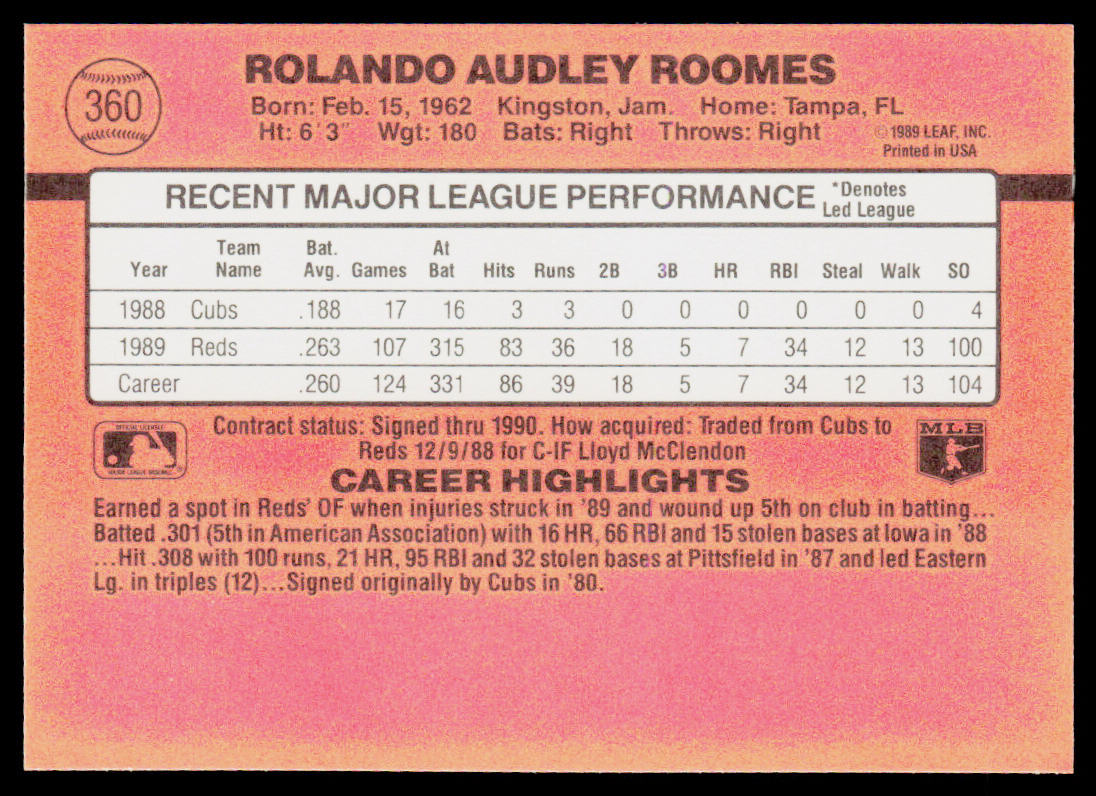 360
ROLANDO AUDLEY ROOMES
Born: Feb. 15, 1962 Kingston, Jam. Home: Tampa, FL
Ht: 6'3" Wgt: 180 Bats: Right Throws: Right
© 1989 LEAF, INC.
Printed in USA
RECENT MAJOR LEAGUE PERFORMANCE *Denotes Led League
Year Team Name Bat. Avg. Games At Bat Hits Runs 2B 3B HR RBI Steal Walk SO
1988 Cubs .188 17 16 3 3 0 0 0 0 0 0 4
1989 Reds .263 107 315 83 36 18 5 7 34 12 13 100
Career .260 124 331 86 39 18 5 7 34 12 13 104
OFFICIAL LICENSEE
MAJOR LEAGUE BASEBALL
Contract status: Signed thru 1990. How acquired: Traded from Cubs to
Reds 12/9/88 for C-IF Lloyd McClendon
MLB
CAREER HIGHLIGHTS
Earned a spot in Reds' OF when injuries struck in '89 and wound up 5th on club in batting...
Batted .301 (5th in American Association) with 16 HR, 66 RBI and 15 stolen bases at Iowa in '88
...Hit .308 with 100 runs, 21 HR, 95 RBI and 32 stolen bases at Pittsfield in '87 and led Eastern
Lg. in triples (12)...Signed originally by Cubs in '80.